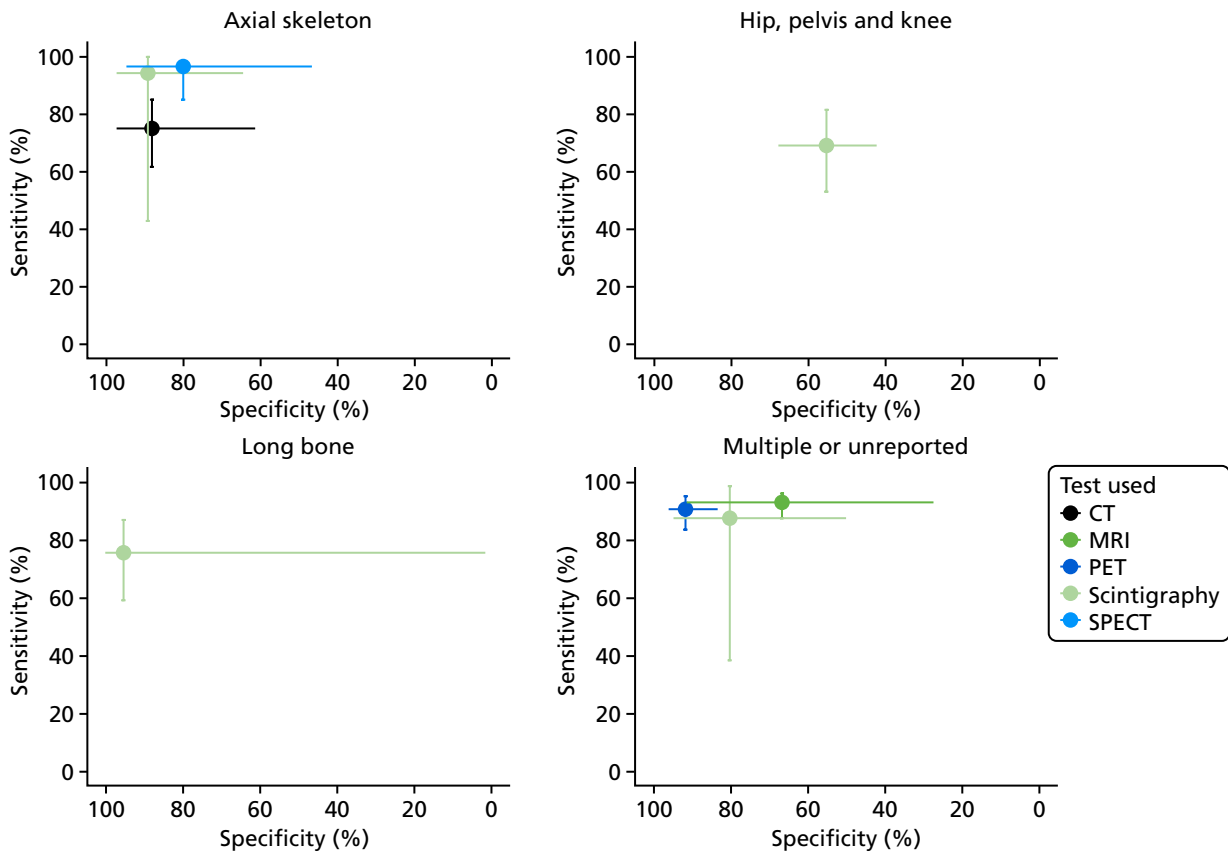 Axial skeleton
Sensitivity (%)
100
80
60
40
20
0
100 80 60 40 20 0
Specificity (%)
Hip, pelvis and knee
Sensitivity (%)
100
80
60
40
20
0
100 80 60 40 20 0
Specificity (%)
Long bone
Sensitivity (%)
100
80
60
40
20
0
100 80 60 40 20 0
Specificity (%)
Multiple or unreported
Sensitivity (%)
100
80
60
40
20
0
100 80 60 40 20 0
Specificity (%)
Test used
CT
MRI
PET
Scintigraphy
SPECT